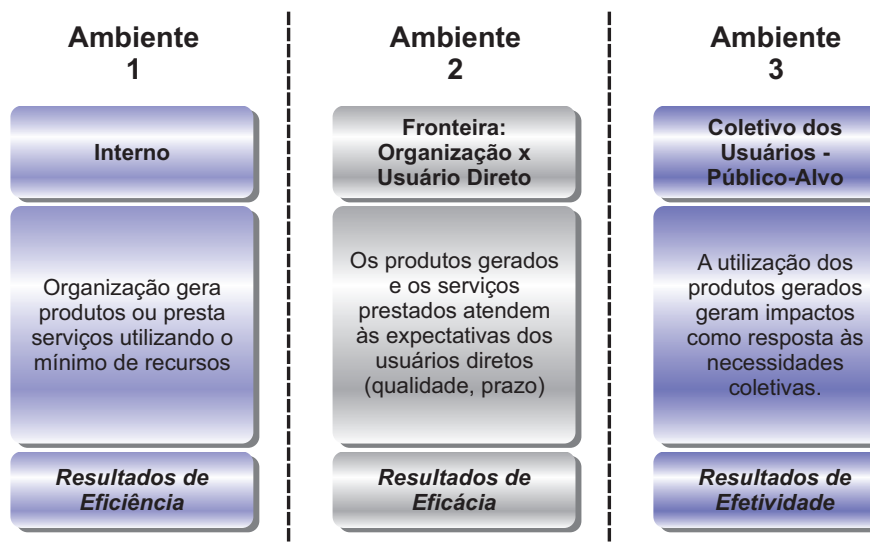 Ambiente
1
Interno
Organização gera
produtos ou presta
serviços utilizando o
mínimo de recursos
Resultados de
Eficiência
Ambiente
2
Fronteira:
Organização x
Usuário Direto
Os produtos gerados
e os serviços
prestados atendem
às expectativas dos
usuários diretos
(qualidade, prazo)
Resultados de
Eficácia
Ambiente
3
Coletivo dos
Usuários -
Público-Alvo
A utilização dos
produtos gerados
geram impactos
como resposta às
necessidades
coletivas.
Resultados de
Efetividade